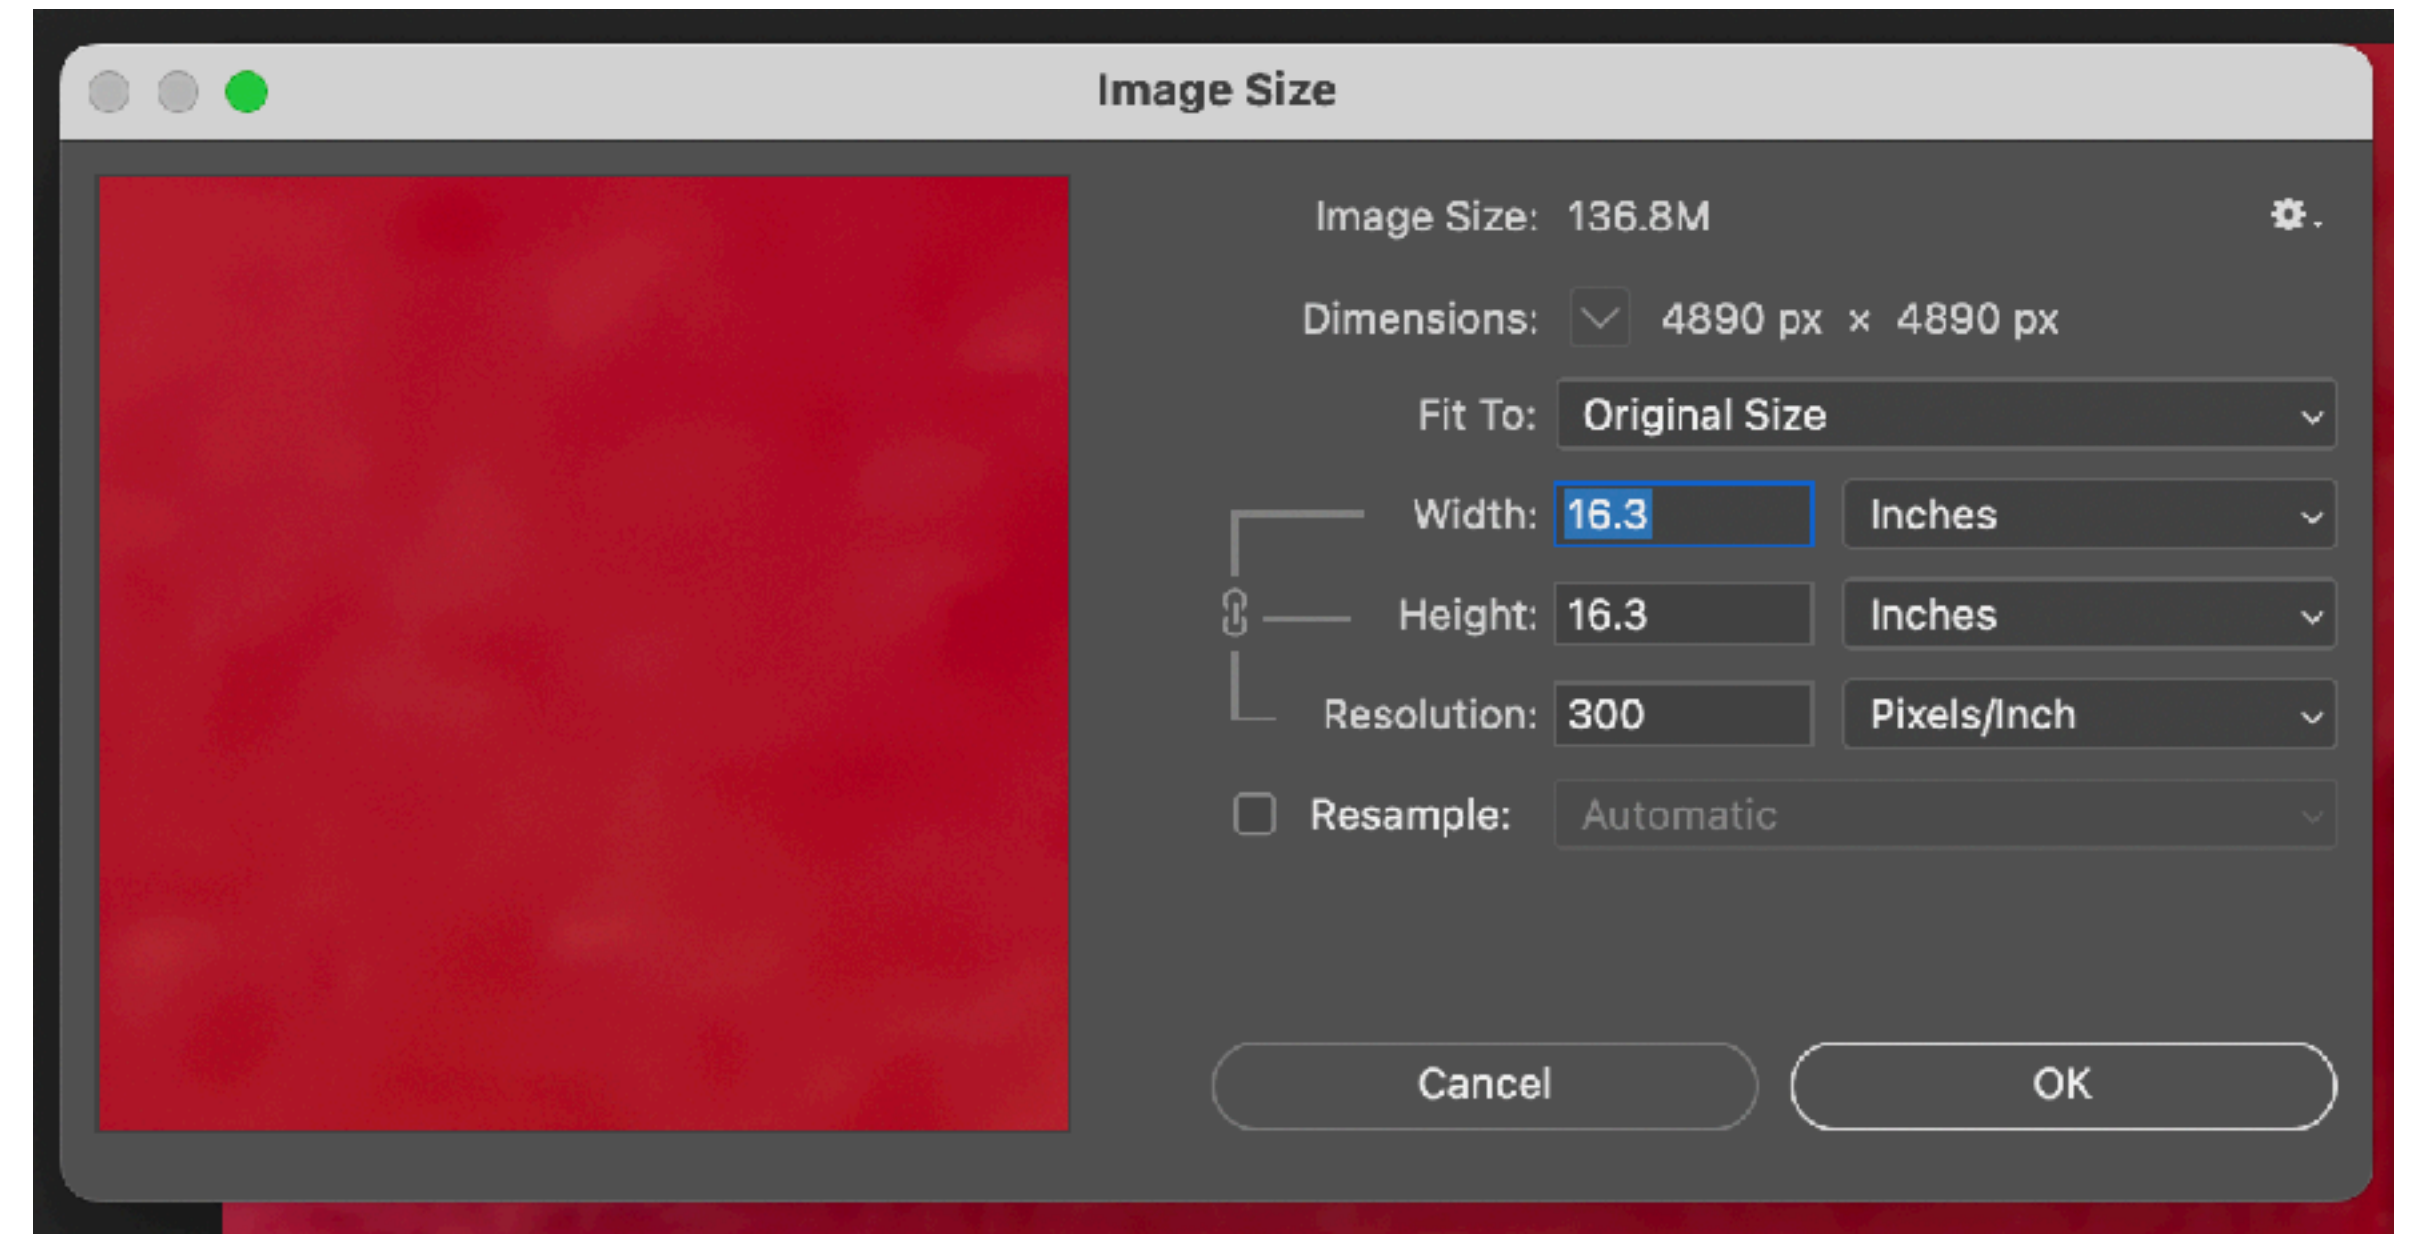 Image Size
Image Size: 136.8M
Dimensions: 4890 px × 4890 px
Fit To: Original Size
Width: 16.3 Inches
Height: 16.3 Inches
Resolution: 300 Pixels/Inch
Resample: Automatic
Cancel OK